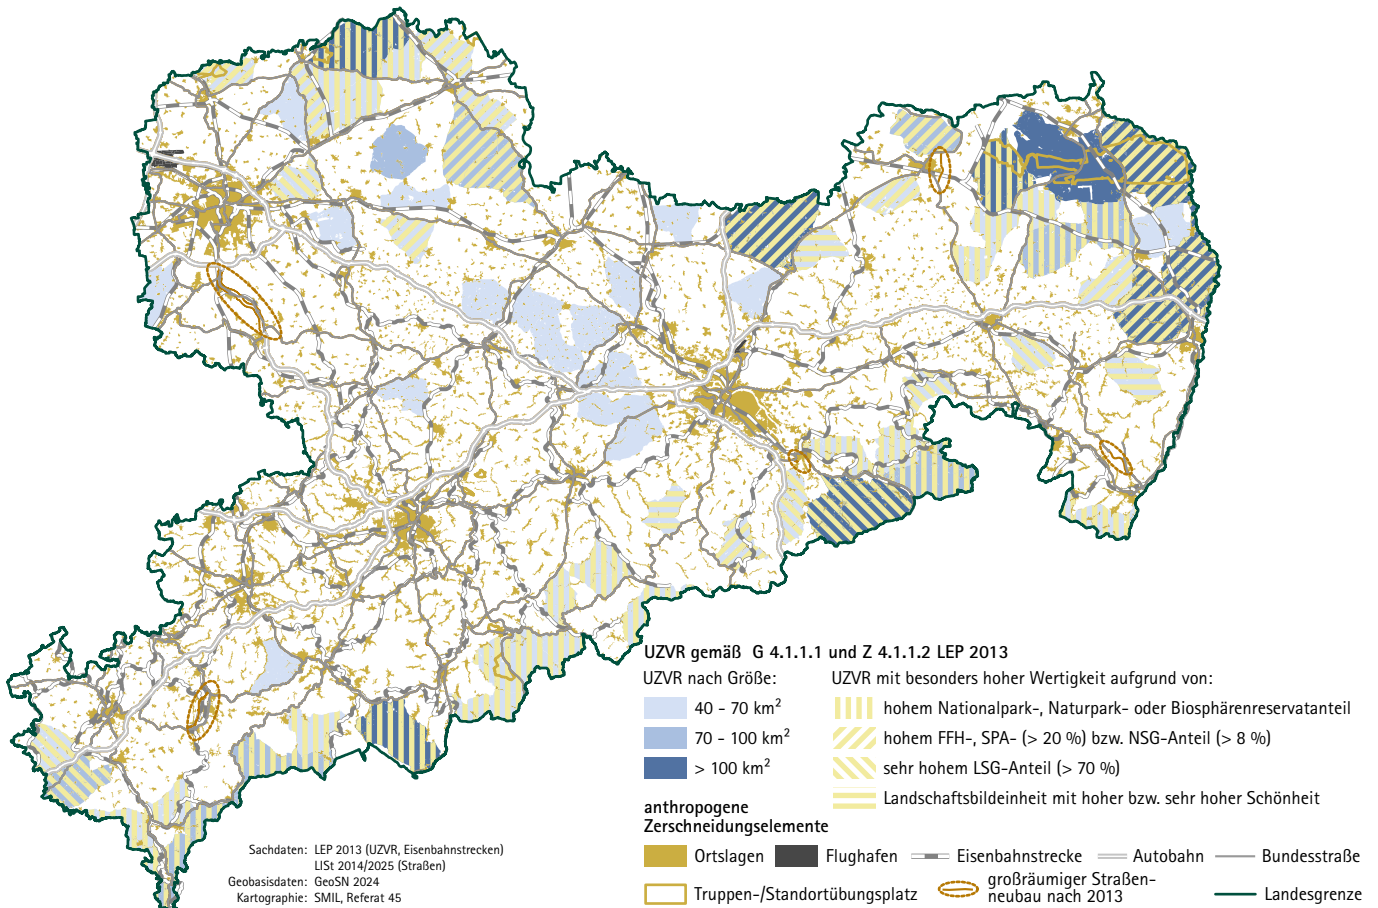 UZVR gemäß G 4.1.1.1 und Z 4.1.1.2 LEP 2013
UZVR nach Größe:
40 - 70 km²
70 - 100 km²
> 100 km²
UZVR mit besonders hoher Wertigkeit aufgrund von:
hohem Nationalpark-, Naturpark- oder Biosphärenreservatanteil
hohem FFH-, SPA- (> 20 %) bzw. NSG-Anteil (> 8 %)
sehr hohem LSG-Anteil (> 70 %)
Landschaftsbildeinheit mit hoher bzw. sehr hoher Schönheit
anthropogene
Zerschneidungselemente
Ortslagen
Flughafen
Eisenbahnstrecke
Autobahn
Bundesstraße
Truppen-/Standortübungsplatz
großräumiger Straßen-
neubau nach 2013
Landesgrenze
Sachdaten: LEP 2013 (UZVR, Eisenbahnstrecken)
LISt 2014/2025 (Straßen)
Geobasisdaten: GeoSN 2024
Kartographie: SMIL, Referat 45